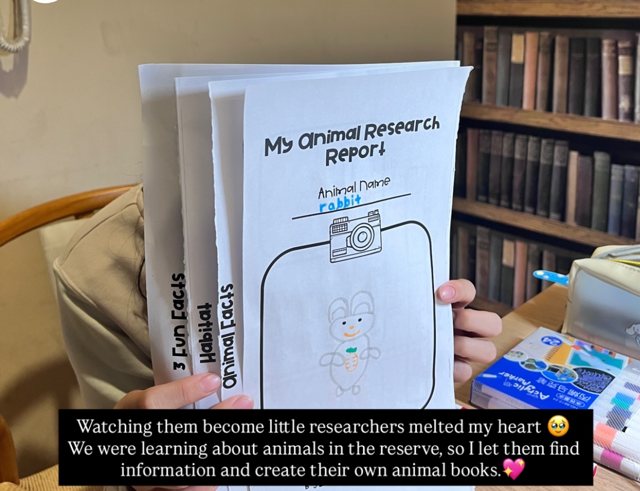 My Animal Research
Report
Animal Name
rabbit
3 Fun Facts
Habitat
Animal Facts
Acrylic
Marker
Watching them become little researchers melted my heart 🥹
We were learning about animals in the reserve, so I let them find
information and create their own animal books.💖